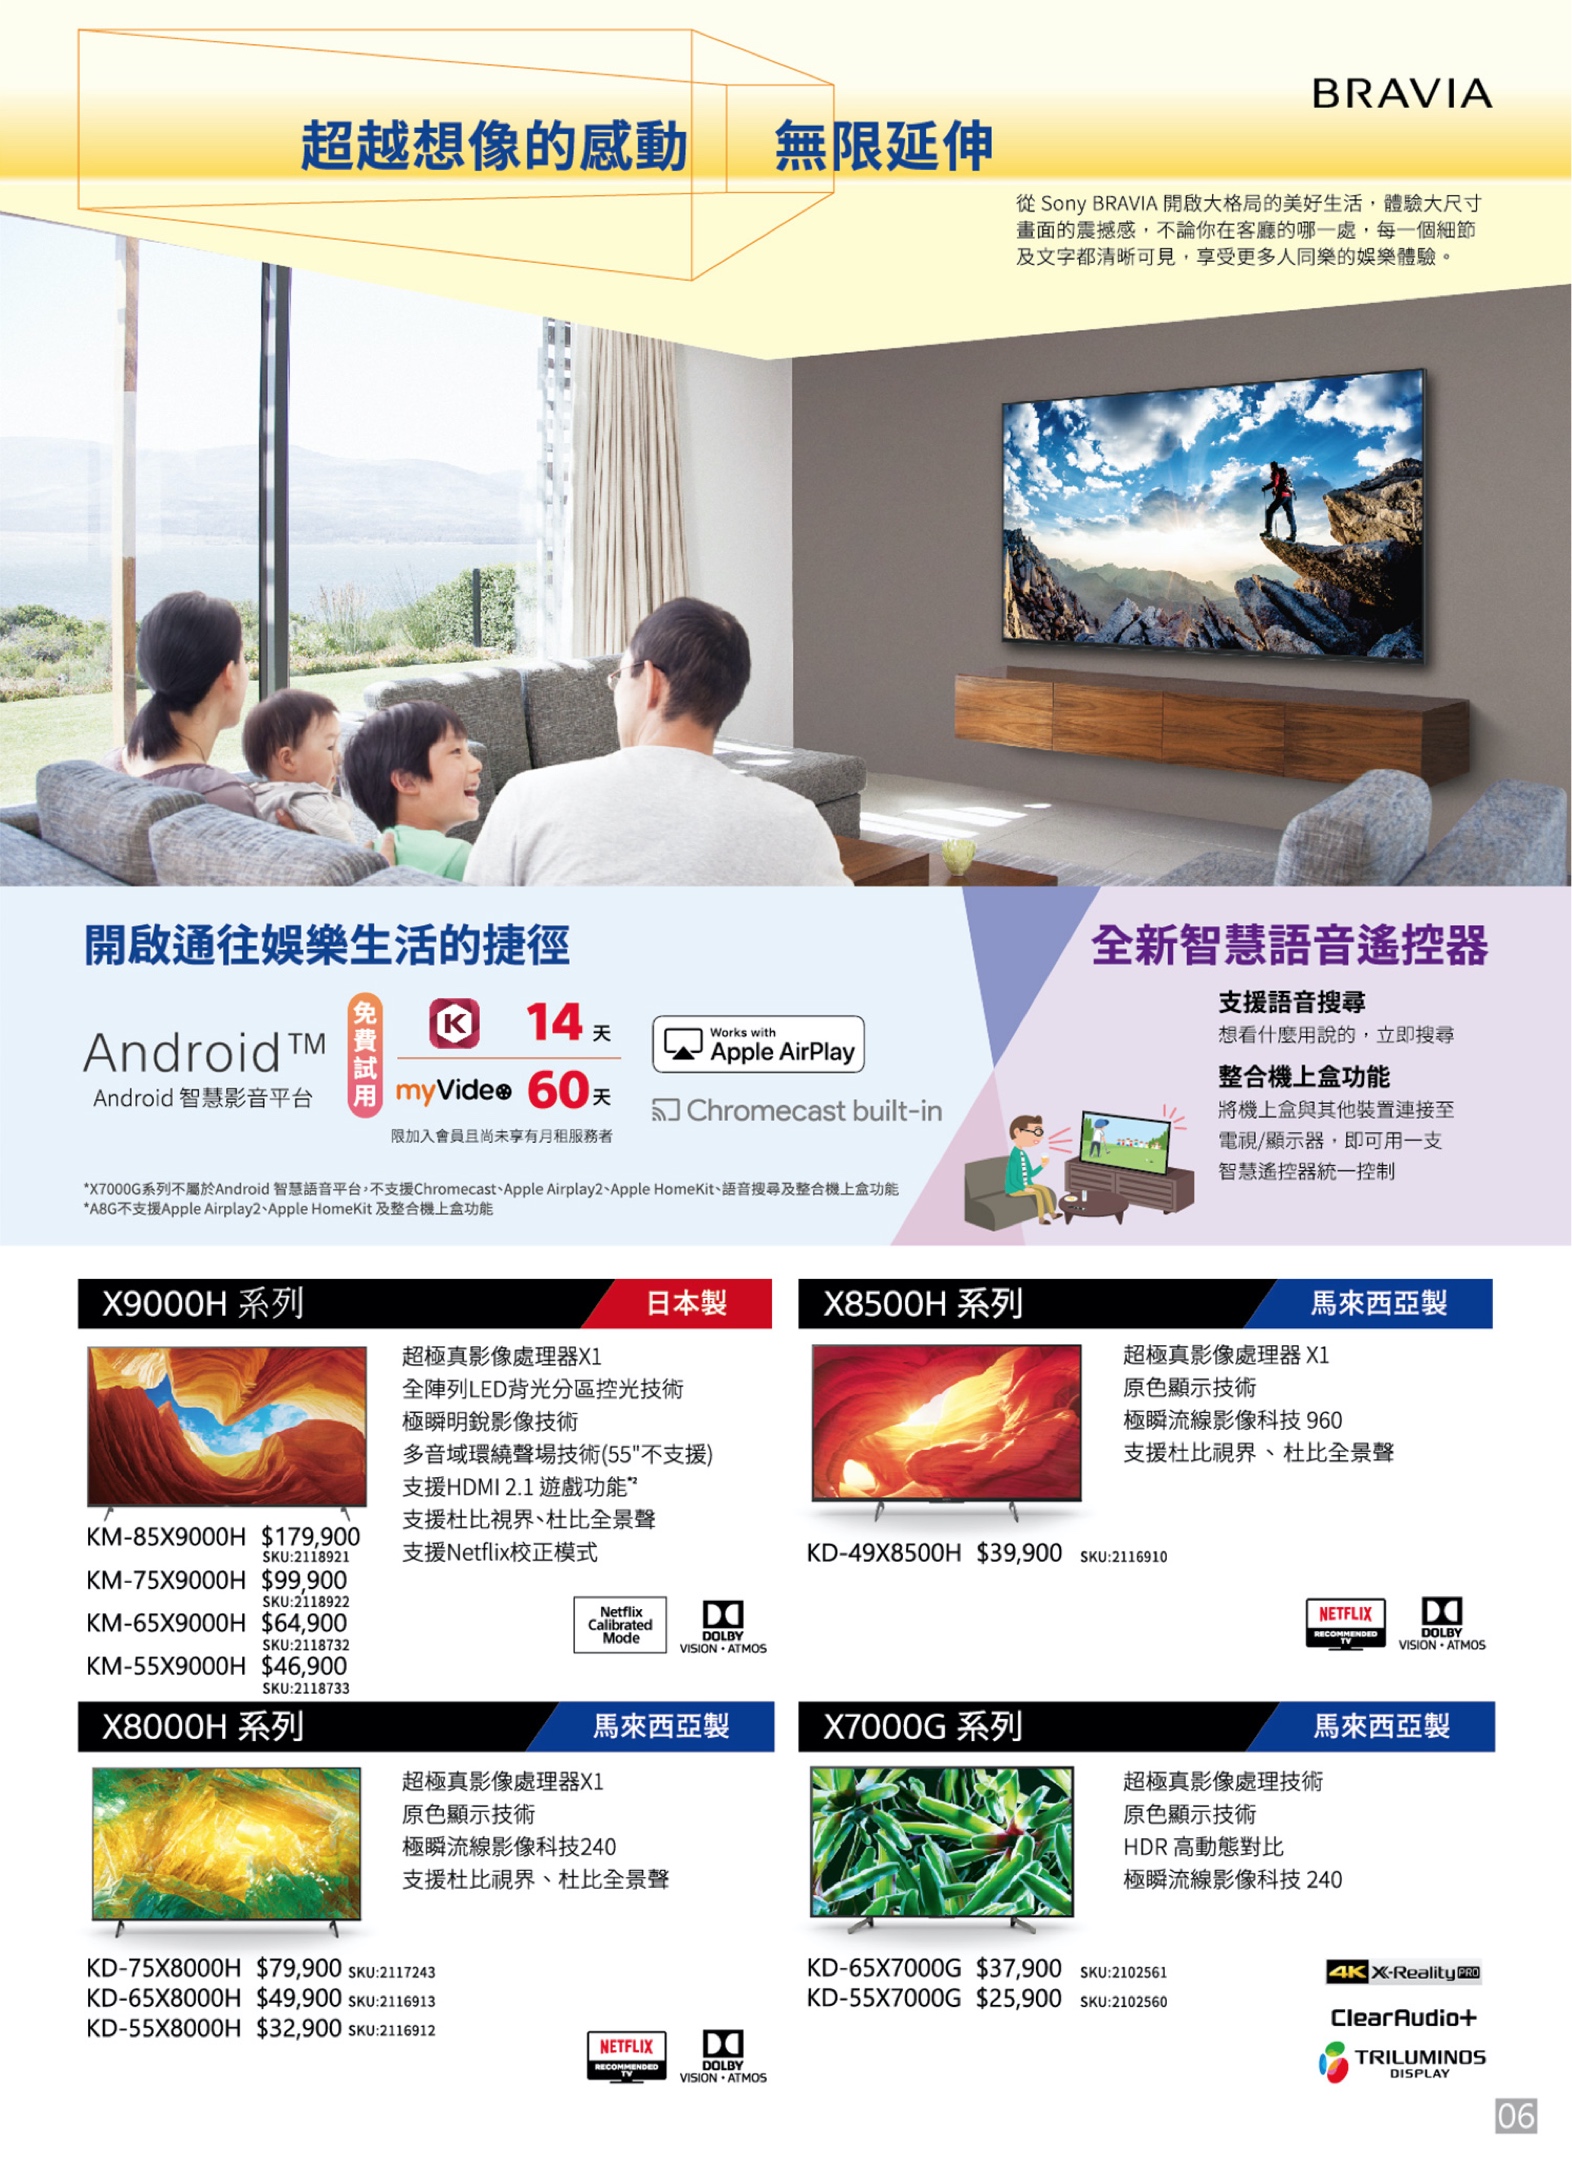 BRAVIA
超越想像的感動 無限延伸
從 Sony BRAVIA 開啟大格局的美好生活，體驗大尺寸
畫面的震撼感，不論你在客廳的哪一處，每一個細節
及文字都清晰可見，享受更多人同樂的娛樂體驗。
開啟通往娛樂生活的捷徑
Android™
Android 智慧影音平台
免費試用
K
14天
myVideo 60天
限加入會員且尚未享有月租服務者
Works with
Apple AirPlay
Chromecast built-in
*X7000G系列不屬於Android 智慧語音平台，不支援Chromecast、Apple Airplay2、Apple HomeKit、語音搜尋及整合機上盒功能
*A8G不支援Apple Airplay2、Apple HomeKit 及整合機上盒功能
全新智慧語音遙控器
支援語音搜尋
想看什麼用說的，立即搜尋
整合機上盒功能
將機上盒與其他裝置連接至
電視/顯示器，即可用一支
智慧遙控器統一控制
X9000H 系列 日本製
超極真影像處理器X1
全陣列LED背光分區控光技術
極瞬明銳影像技術
多音域環繞聲場技術(55"不支援)
支援HDMI 2.1 遊戲功能*²
支援杜比視界、杜比全景聲
支援Netflix校正模式
KM-85X9000H $179,900
SKU:2118921
KM-75X9000H $99,900
SKU:2118922
KM-65X9000H $64,900
SKU:2118732
KM-55X9000H $46,900
SKU:2118733
Netflix
Calibrated
Mode
DOLBY
VISION・ATMOS
X8500H 系列 馬來西亞製
超極真影像處理器 X1
原色顯示技術
極瞬流線影像科技 960
支援杜比視界、杜比全景聲
KD-49X8500H $39,900 SKU:2116910
NETFLIX
RECOMMENDED
TV
DOLBY
VISION・ATMOS
X8000H 系列 馬來西亞製
超極真影像處理器X1
原色顯示技術
極瞬流線影像科技240
支援杜比視界、杜比全景聲
KD-75X8000H $79,900 SKU:2117243
KD-65X8000H $49,900 SKU:2116913
KD-55X8000H $32,900 SKU:2116912
NETFLIX
RECOMMENDED
TV
DOLBY
VISION・ATMOS
X7000G 系列 馬來西亞製
超極真影像處理技術
原色顯示技術
HDR 高動態對比
極瞬流線影像科技 240
KD-65X7000G $37,900 SKU:2102561
KD-55X7000G $25,900 SKU:2102560
4K X-Reality PRO
ClearAudio+
TRILUMINOS
DISPLAY
06